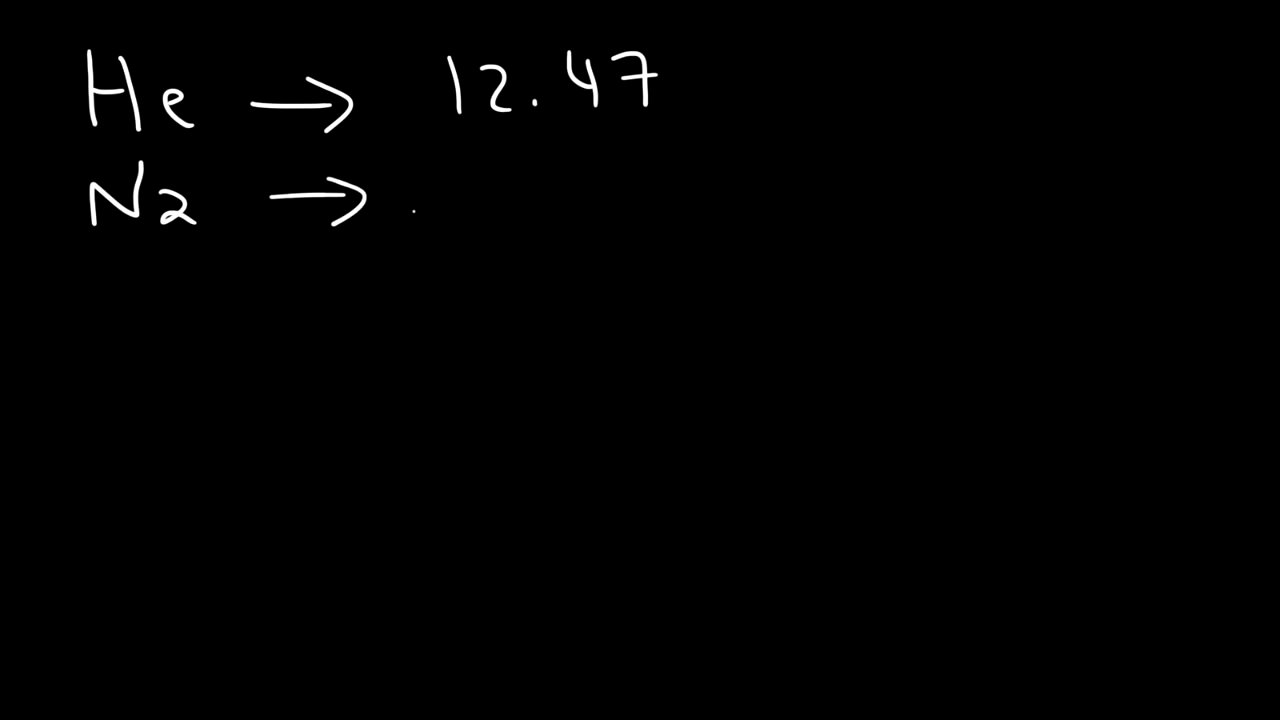 He → 12.47
N2 →